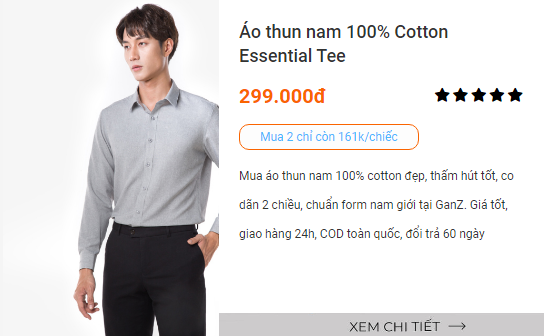 Áo thun nam 100% Cotton
Essential Tee
299.000đ
Mua 2 chỉ còn 161k/chiếc
Mua áo thun nam 100% cotton đẹp, thấm hút tốt, co
dãn 2 chiều, chuẩn form nam giới tại GanZ. Giá tốt,
giao hàng 24h, COD toàn quốc, đổi trả 60 ngày
XEM CHI TIẾT